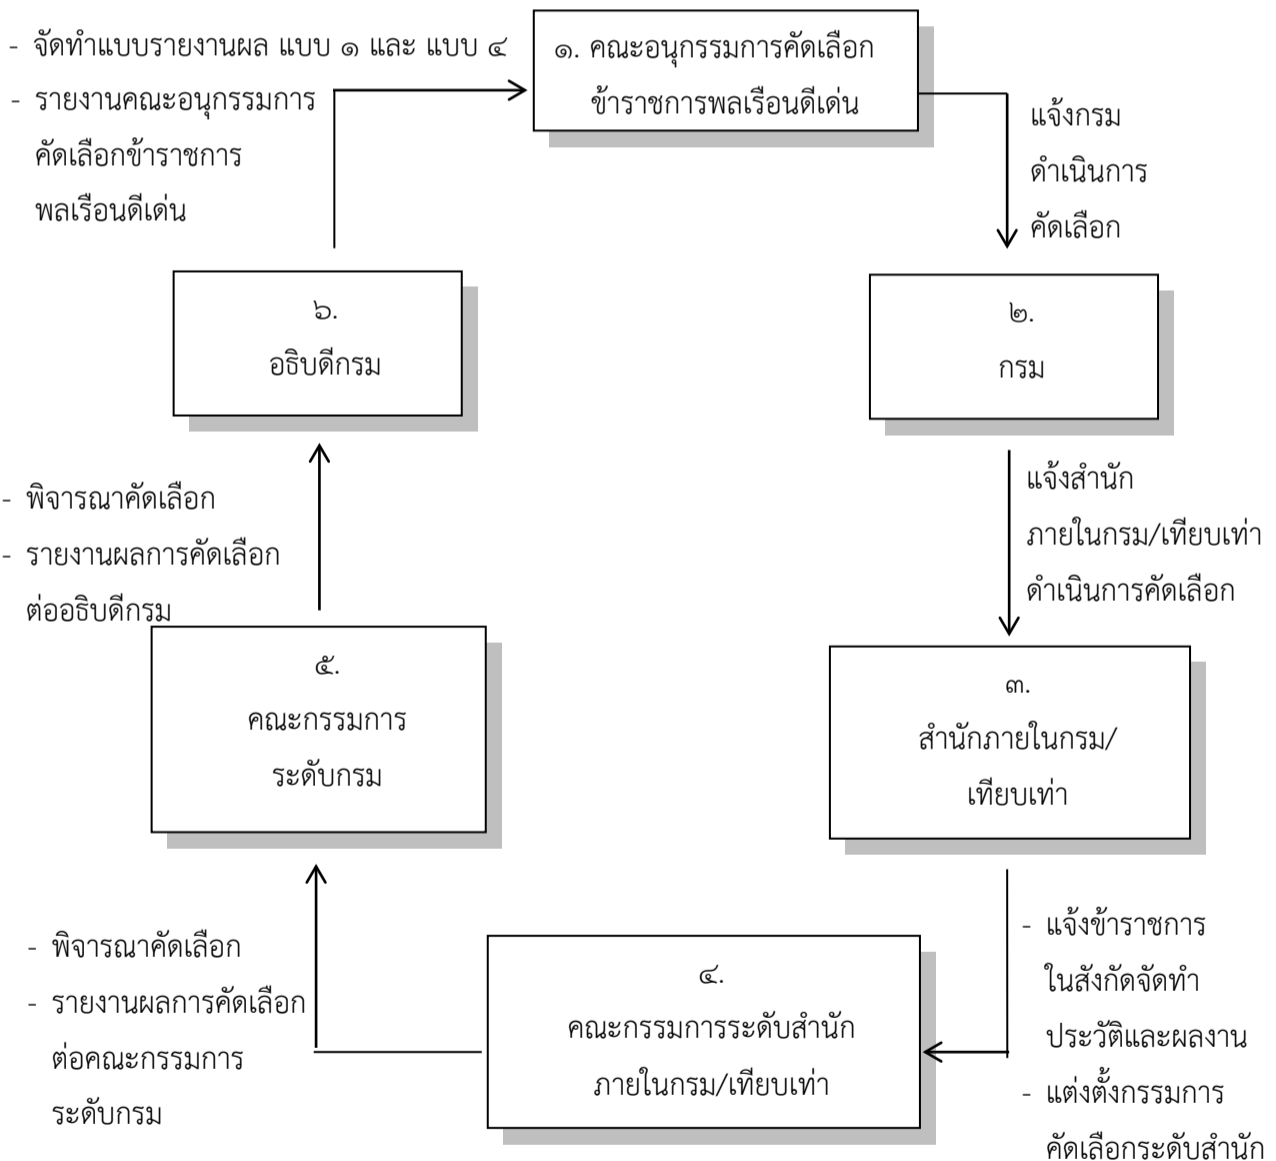 - จัดทำแบบรายงานผล แบบ ๑ และ แบบ ๔
- รายงานคณะอนุกรรมการ
คัดเลือกข้าราชการ
พลเรือนดีเด่น
๑. คณะอนุกรรมการคัดเลือก
ข้าราชการพลเรือนดีเด่น
แจ้งกรม
ดำเนินการ
คัดเลือก
๖.
อธิบดีกรม
๒.
กรม
- พิจารณาคัดเลือก
- รายงานผลการคัดเลือก
ต่ออธิบดีกรม
แจ้งสำนัก
ภายในกรม/เทียบเท่า
ดำเนินการคัดเลือก
๕.
คณะกรรมการ
ระดับกรม
๓.
สำนักภายในกรม/
เทียบเท่า
- พิจารณาคัดเลือก
- รายงานผลการคัดเลือก
ต่อคณะกรรมการ
ระดับกรม
๔.
คณะกรรมการระดับสำนัก
ภายในกรม/เทียบเท่า
- แจ้งข้าราชการ
ในสังกัดจัดทำ
ประวัติและผลงาน
- แต่งตั้งกรรมการ
คัดเลือกระดับสำนัก